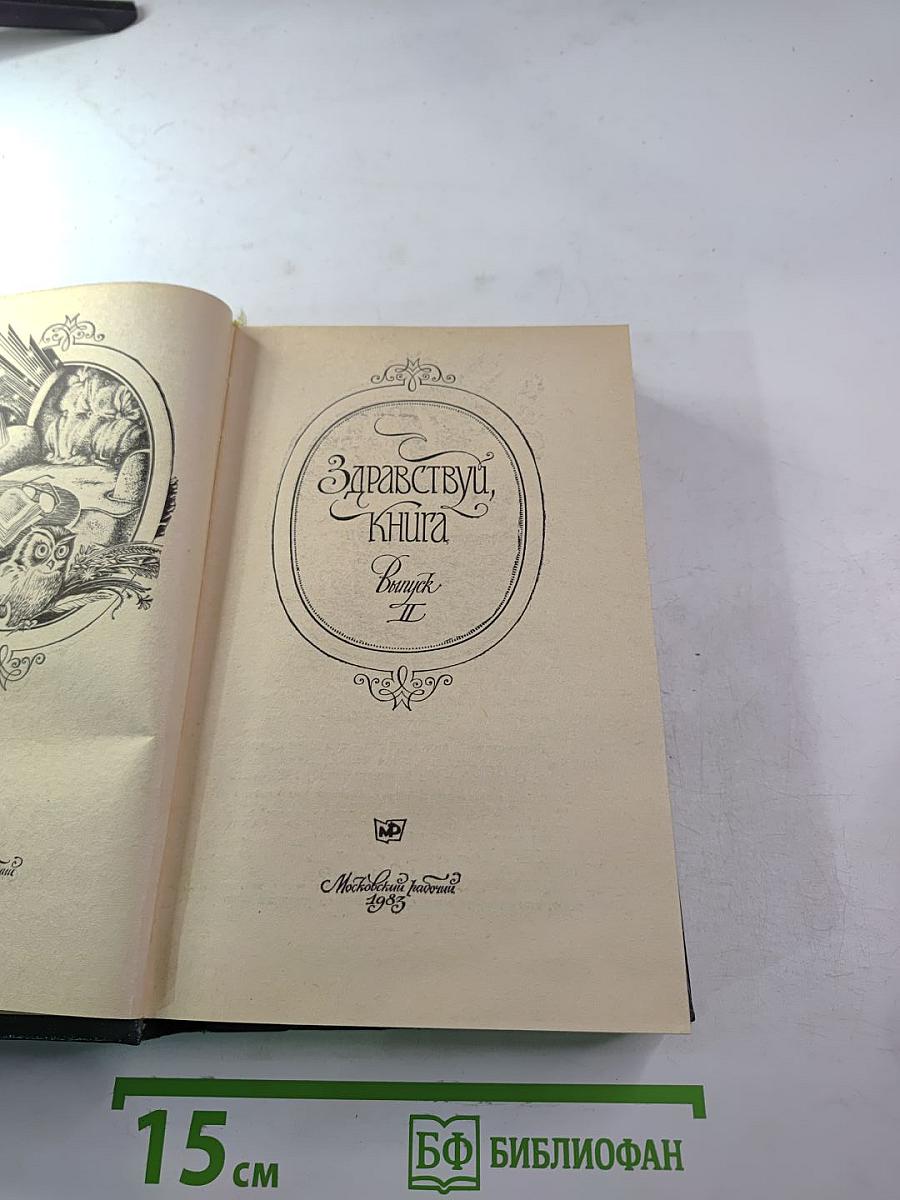 Здравствуй,
книга
Выпуск
II
МР
Московский рабочий
1983
15 см
БФ БИБЛИОФАН